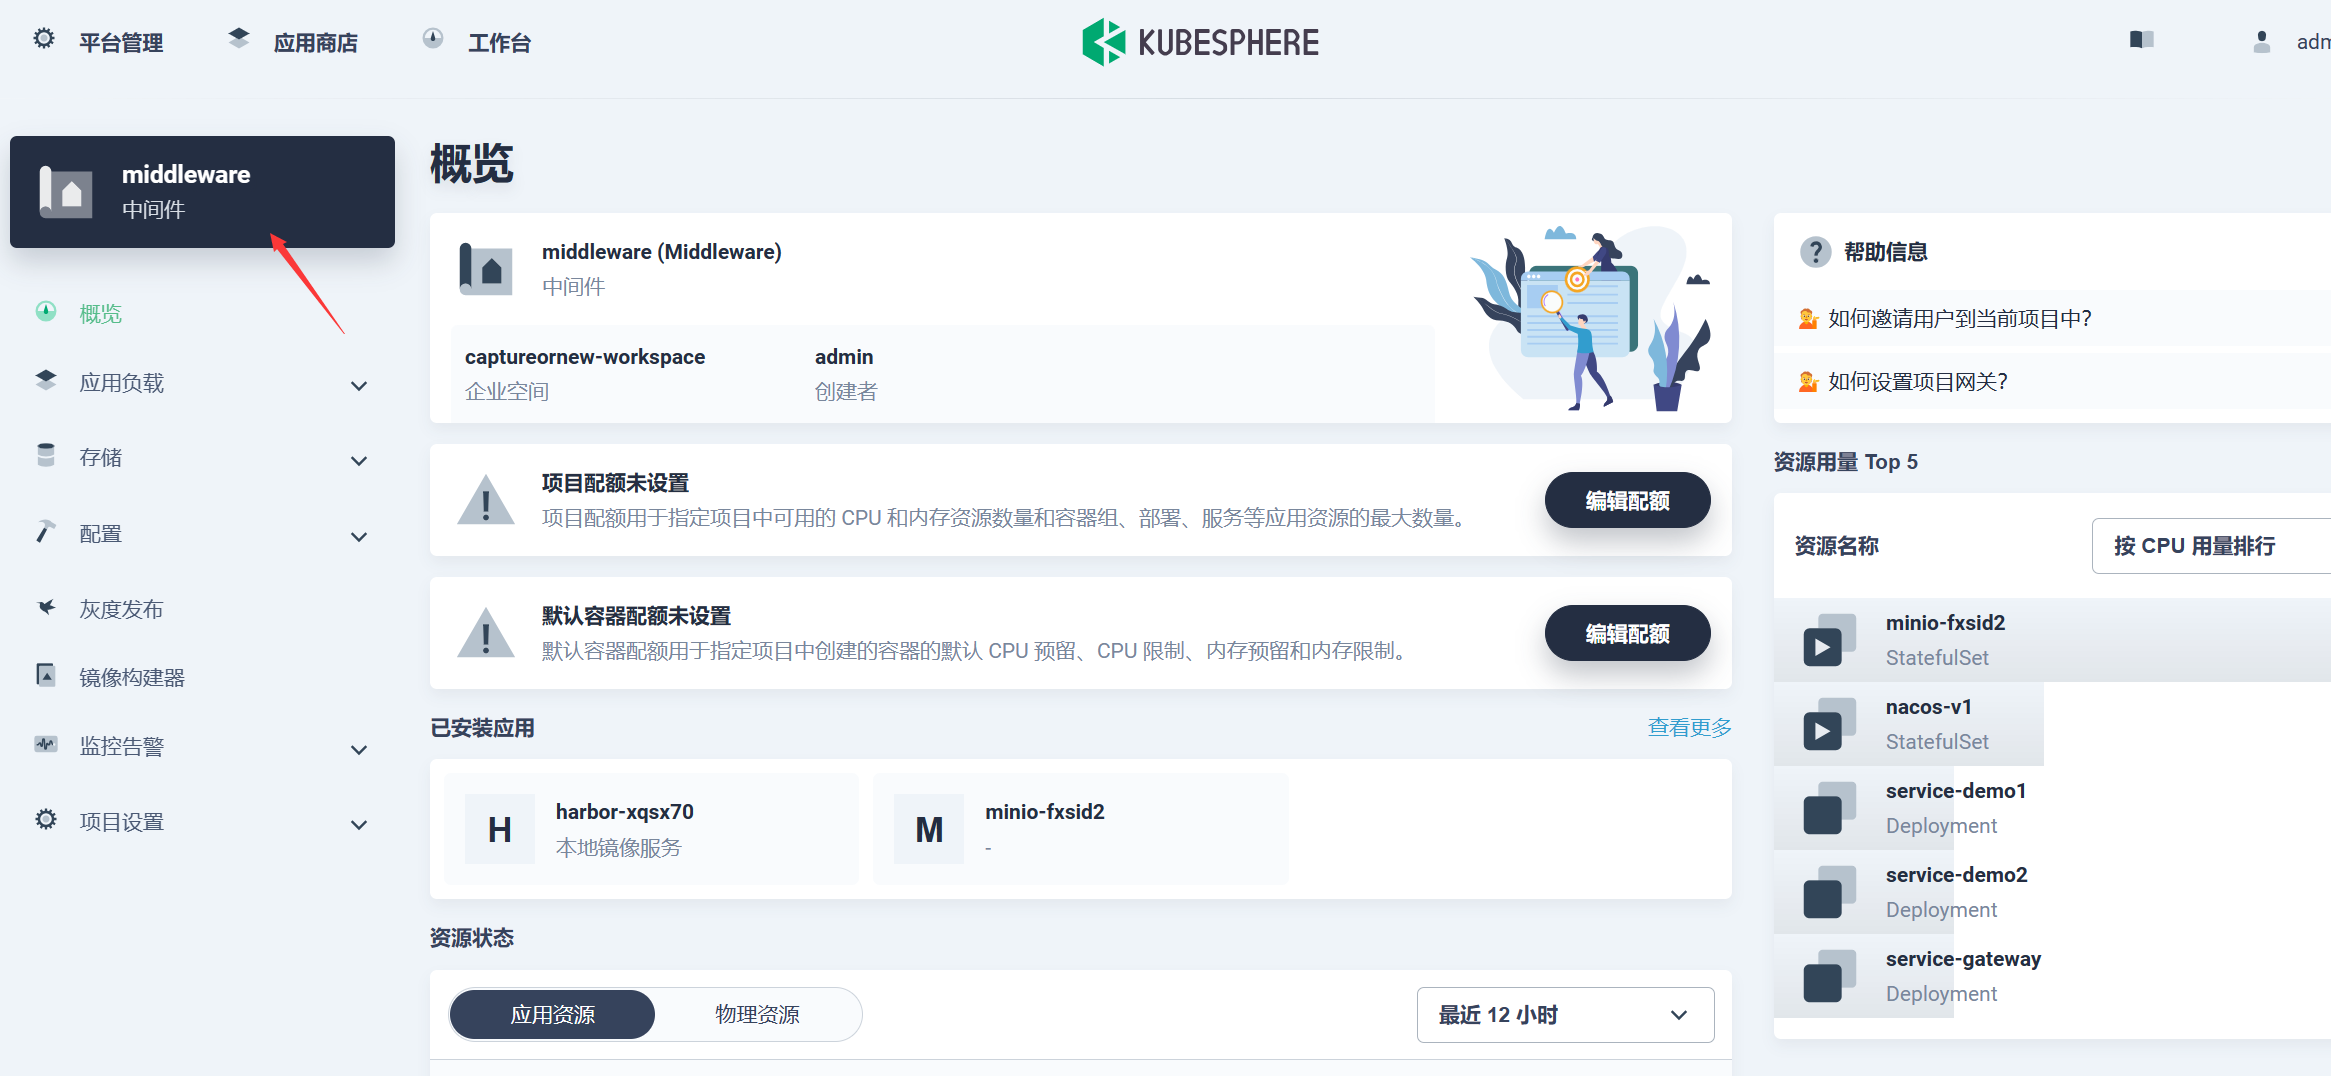 平台管理
应用商店
工作台
KUBESPHERE
adm
middleware
中间件
概览
应用负载
存储
配置
灰度发布
镜像构建器
监控告警
项目设置
概览
middleware (Middleware)
中间件
captureornew-workspace
企业空间
admin
创建者
项目配额未设置
项目配额用于指定项目中可用的 CPU 和内存资源数量和容器组、部署、服务等应用资源的最大数量。
编辑配额
默认容器配额未设置
默认容器配额用于指定项目中创建的容器的默认 CPU 预留、CPU 限制、内存预留和内存限制。
编辑配额
已安装应用
查看更多
H
harbor-xqsx70
本地镜像服务
M
minio-fxsid2
-
资源状态
应用资源
物理资源
最近 12 小时
帮助信息
如何邀请用户到当前项目中?
如何设置项目网关?
资源用量 Top 5
资源名称
按 CPU 用量排行
minio-fxsid2
StatefulSet
nacos-v1
StatefulSet
service-demo1
Deployment
service-demo2
Deployment
service-gateway
Deployment